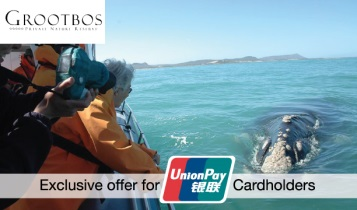 GROOTBOS
PRIVATE NATURE RESERVE
Exclusive offer for UnionPay 银联 Cardholders